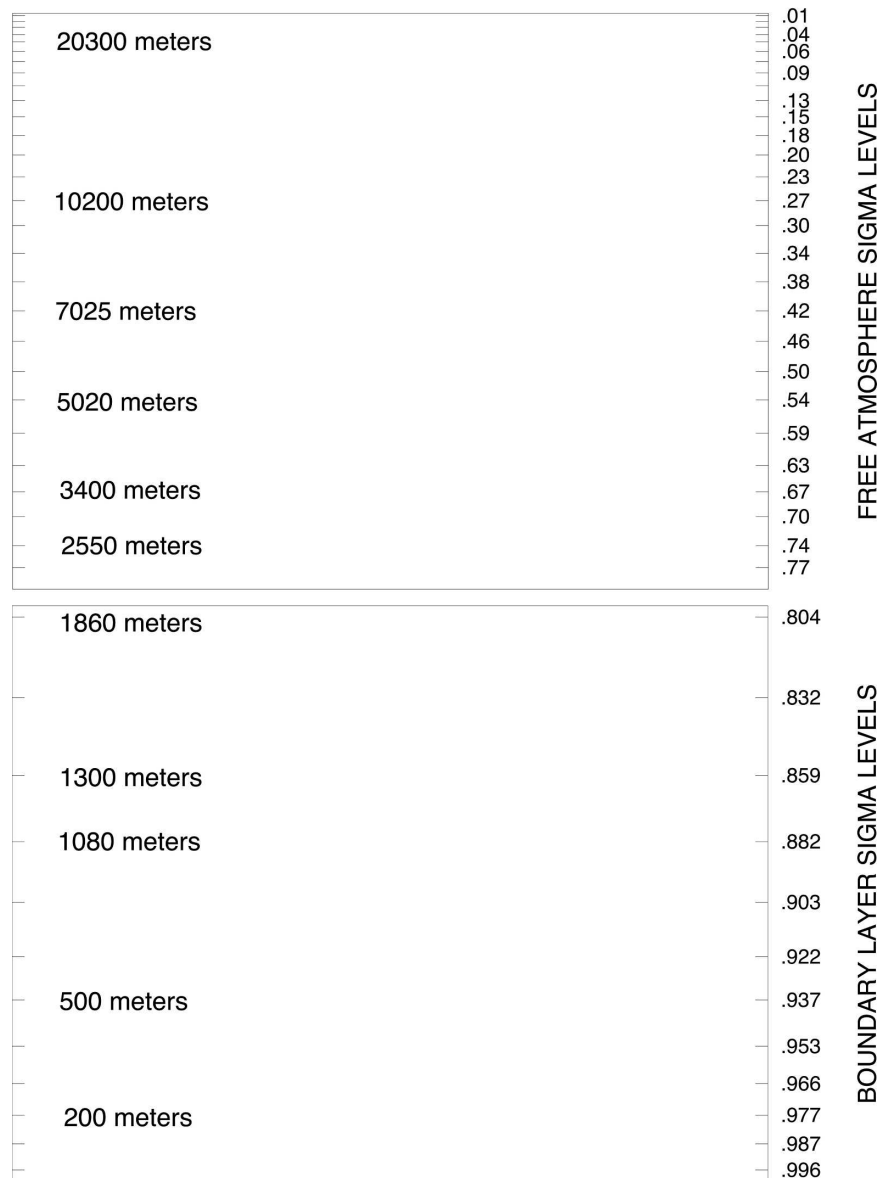 20300 meters
10200 meters
7025 meters
5020 meters
3400 meters
2550 meters
.01
.04
.06
.09
.13
.15
.18
.20
.23
.27
.30
.34
.38
.42
.46
.50
.54
.59
.63
.67
.70
.74
.77
FREE ATMOSPHERE SIGMA LEVELS
1860 meters
1300 meters
1080 meters
500 meters
200 meters
.804
.832
.859
.882
.903
.922
.937
.953
.966
.977
.987
.996
BOUNDARY LAYER SIGMA LEVELS